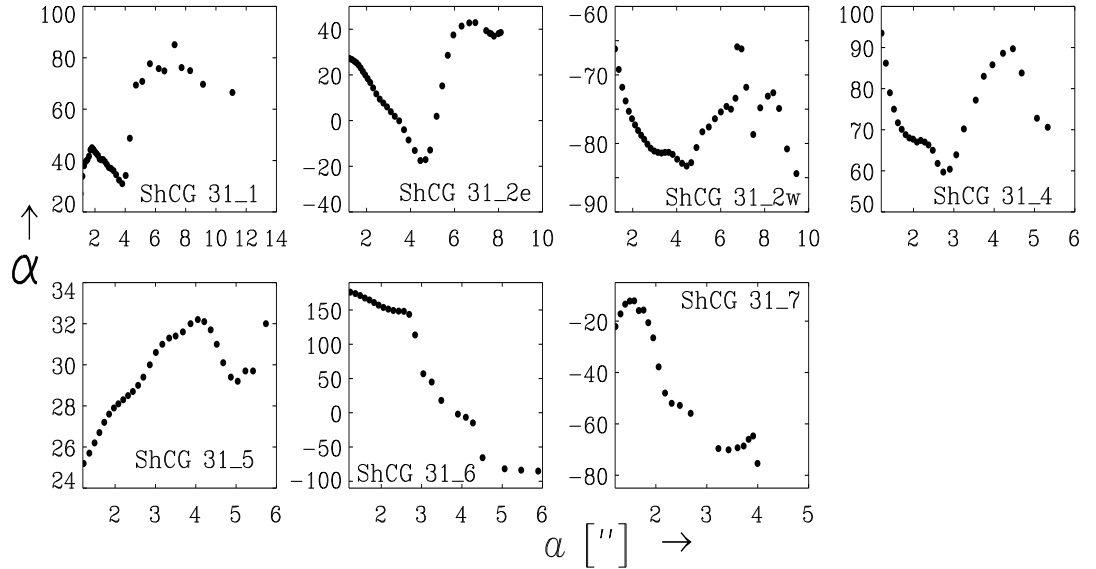 100
80
60
40
20
2 4 6 8 10 12 14
ShCG 31_1
40
20
0
−20
−40
2 4 6 8 10
ShCG 31_2e
−60
−70
−80
−90
2 4 6 8 10
ShCG 31_2w
100
90
80
70
60
50
2 3 4 5 6
ShCG 31_4
α
34
32
30
28
26
24
2 3 4 5 6
ShCG 31_5
150
100
50
0
−50
−100
2 3 4 5 6
ShCG 31_6
−20
−40
−60
−80
2 3 4 5
ShCG 31_7
a ["] →